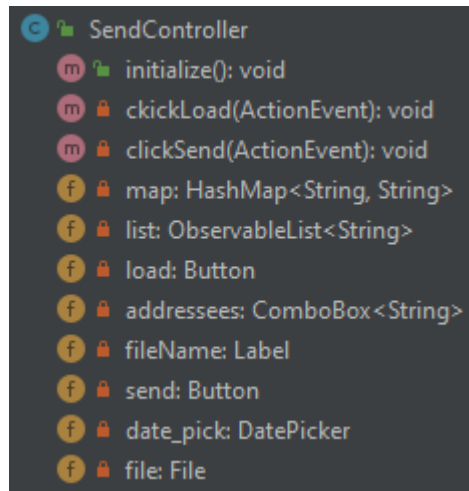 SendController
initialize(): void
ckickLoad(ActionEvent): void
clickSend(ActionEvent): void
map: HashMap<String, String>
list: ObservableList<String>
load: Button
addressees: ComboBox<String>
fileName: Label
send: Button
date_pick: DatePicker
file: File